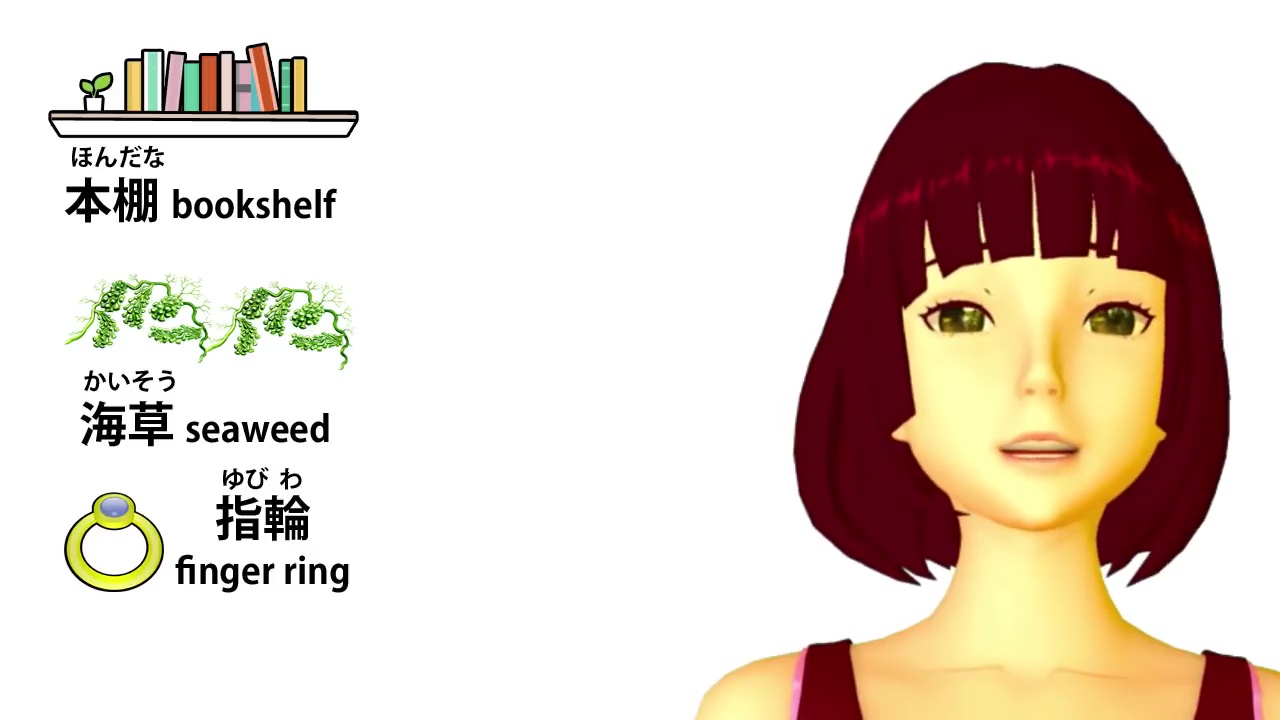 ほんだな
本棚 bookshelf
かいそう
海草 seaweed
ゆび わ
指輪
finger ring